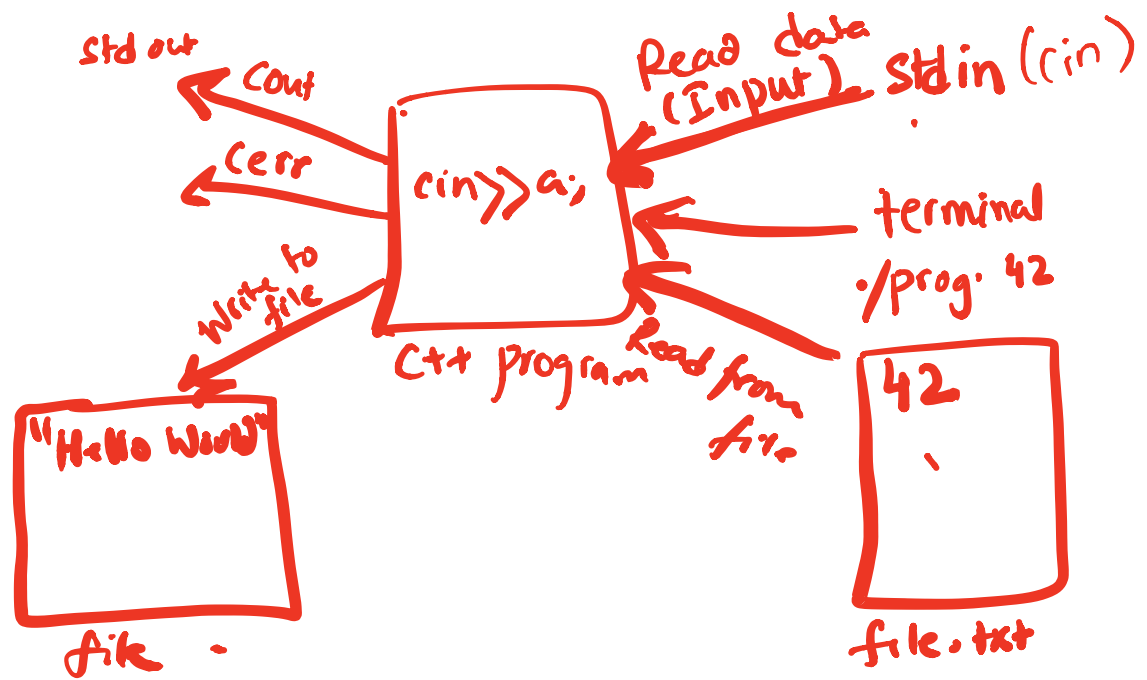 std out
cout
cerr
write to
file
"Hello World"
file
cin>>a;
C++ program
Read data
(Input)
stdin (cin)
terminal
./prog. 42
Read from
file
42
file.txt